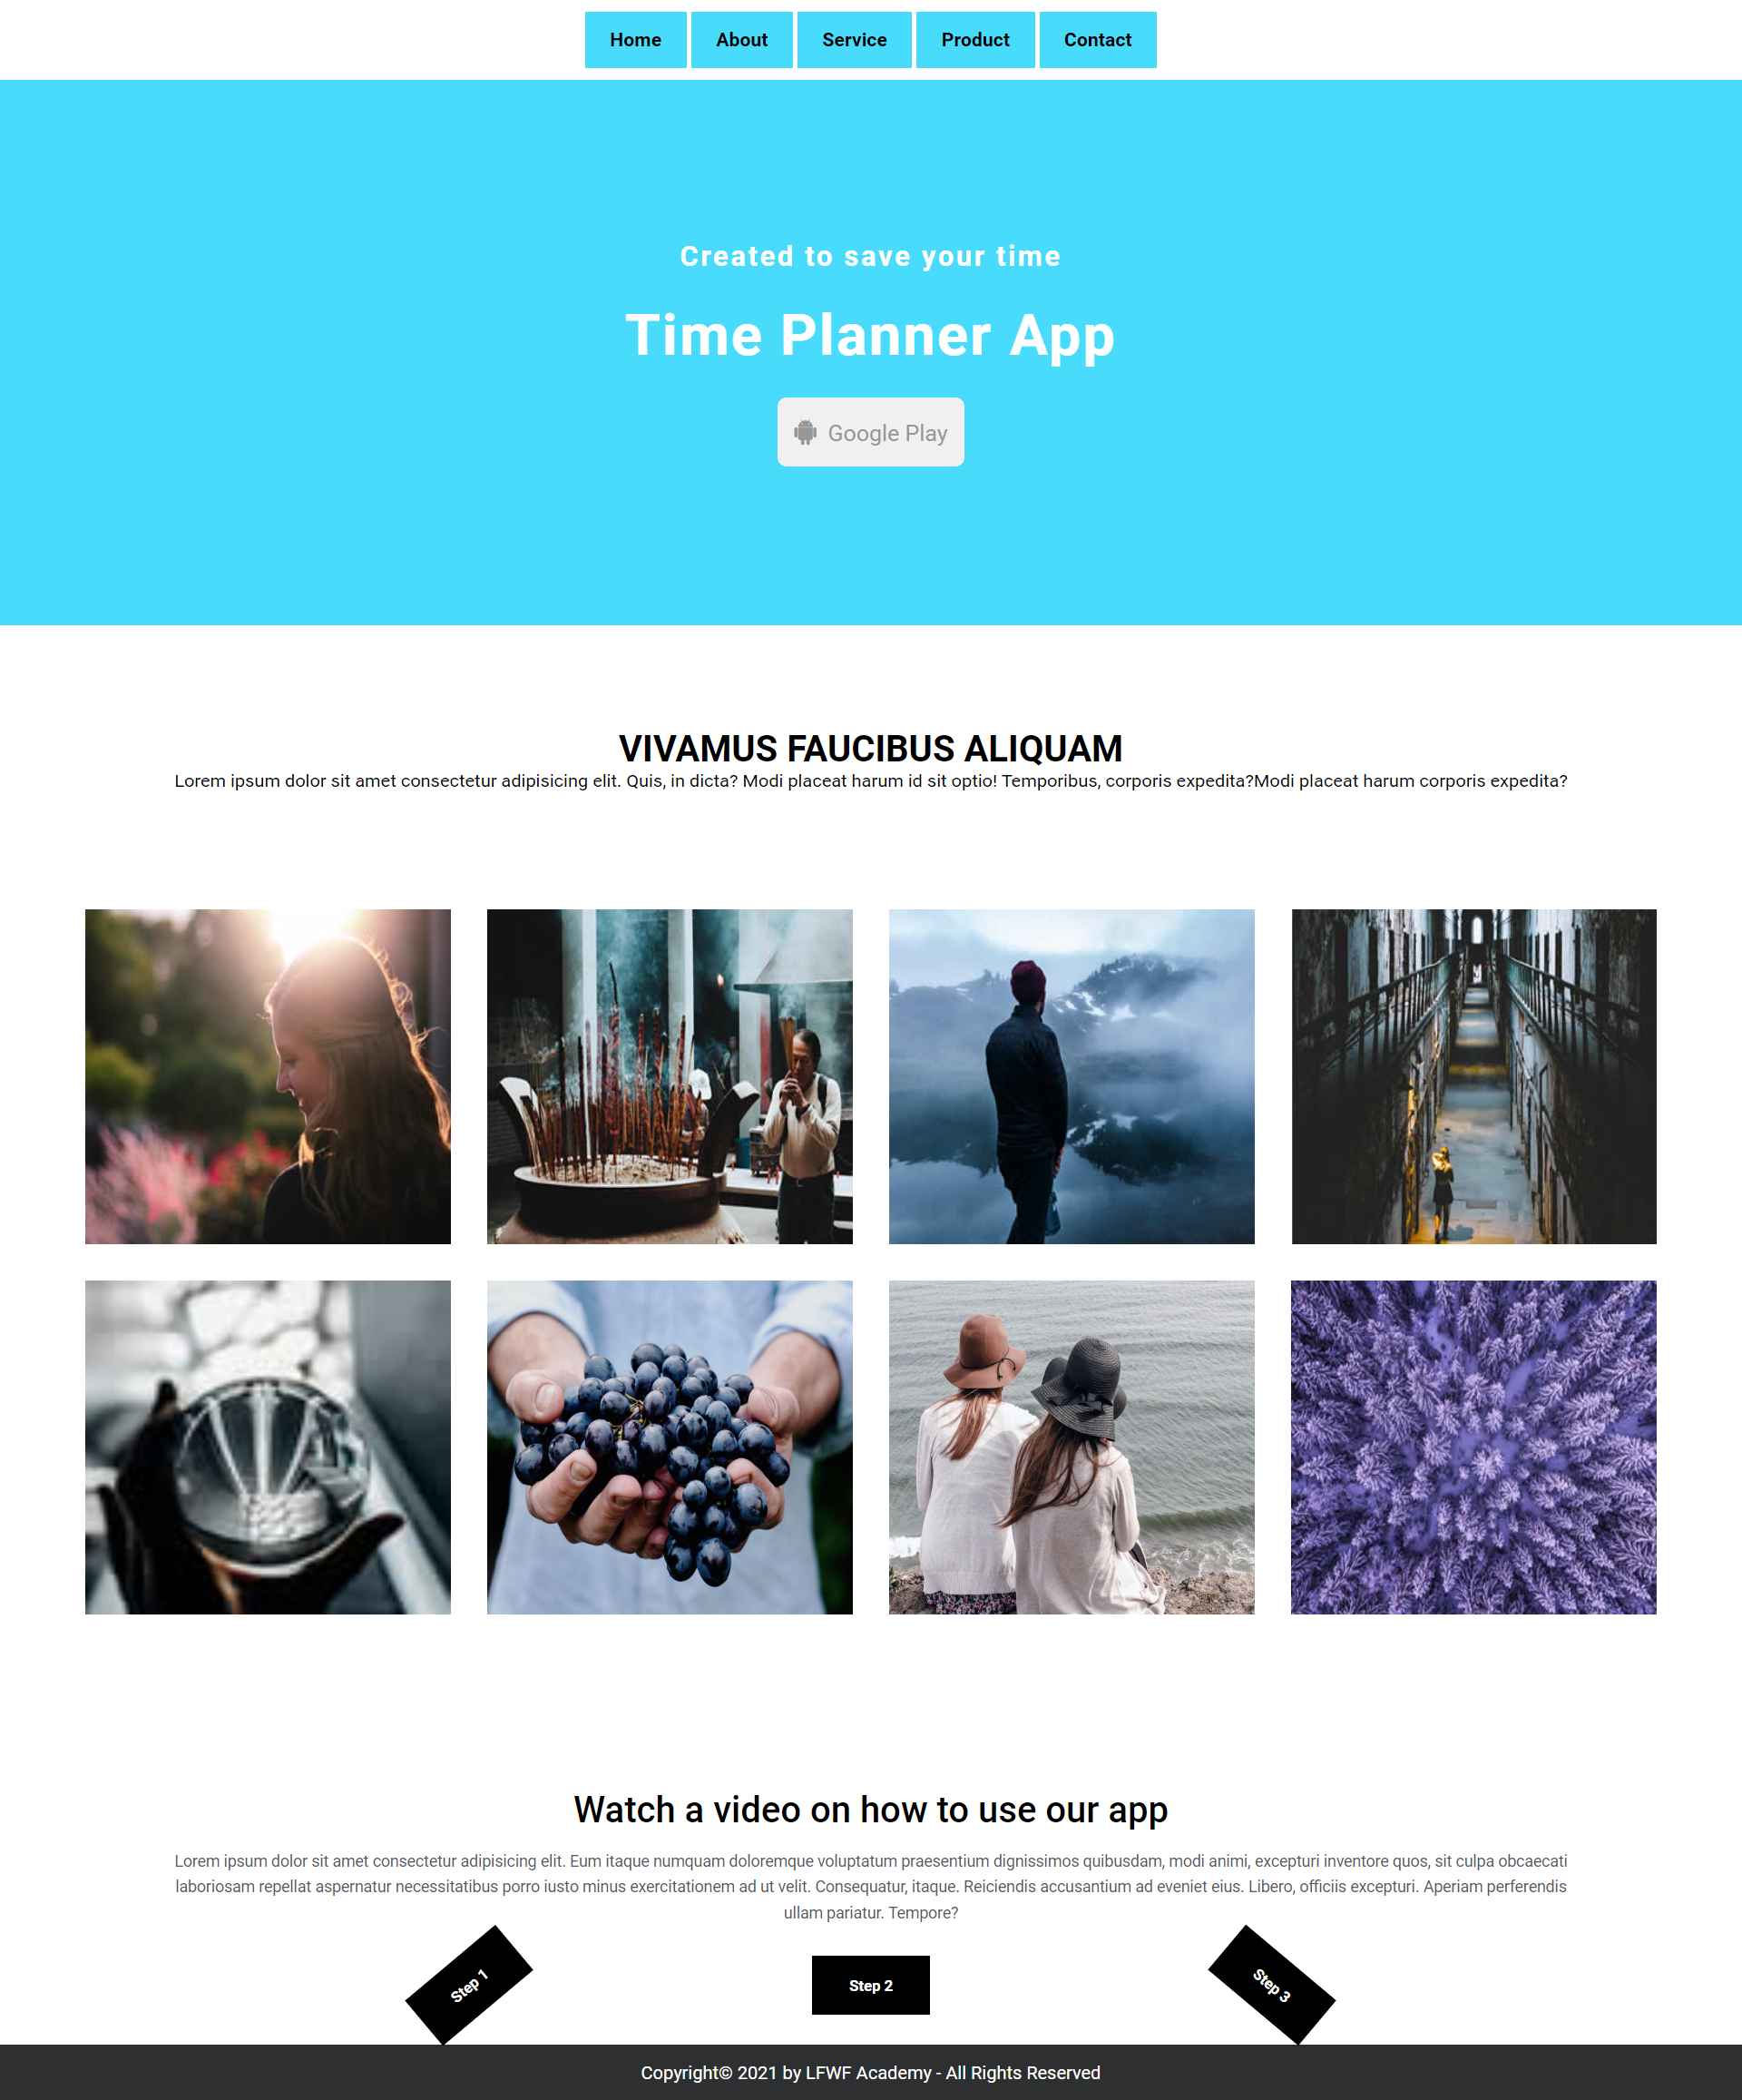 Home About Service Product Contact
Created to save your time
Time Planner App
Google Play
VIVAMUS FAUCIBUS ALIQUAM
Lorem ipsum dolor sit amet consectetur adipisicing elit. Quis, in dicta? Modi placeat harum id sit optio! Temporibus, corporis expedita?Modi placeat harum corporis expedita?
Watch a video on how to use our app
Lorem ipsum dolor sit amet consectetur adipisicing elit. Eum itaque numquam doloremque voluptatum praesentium dignissimos quibusdam, modi animi, excepturi inventore quos, sit culpa obcaecati
laboriosam repellat aspernatur necessitatibus porro iusto minus exercitationem ad ut velit. Consequatur, itaque. Reiciendis accusantium ad eveniet eius. Libero, officiis excepturi. Aperiam perferendis
ullam pariatur. Tempore?
Step 1 Step 2 Step 3
Copyright© 2021 by LFWF Academy - All Rights Reserved